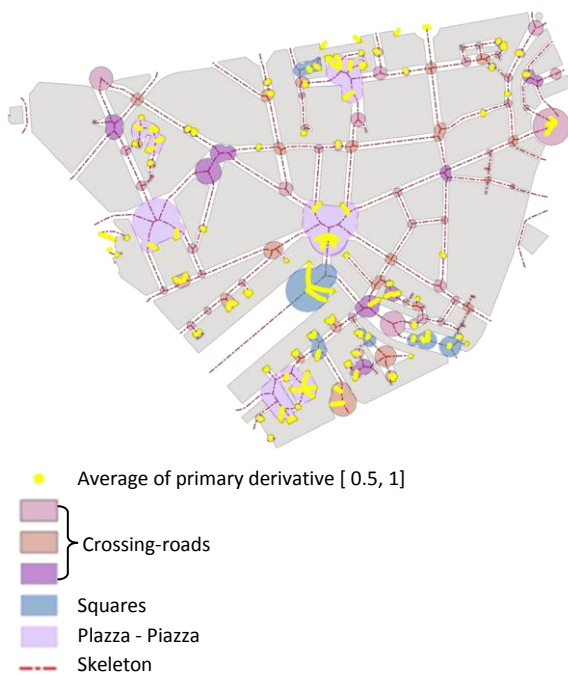 Average of primary derivative [ 0.5, 1]
Crossing-roads
Squares
Plazza - Piazza
Skeleton